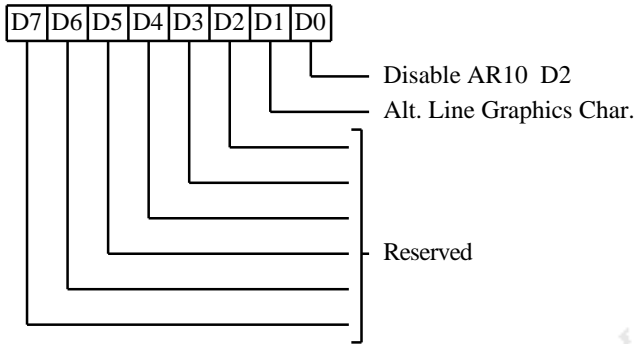 D7 D6 D5 D4 D3 D2 D1 D0
Disable AR10 D2
Alt. Line Graphics Char.
Reserved